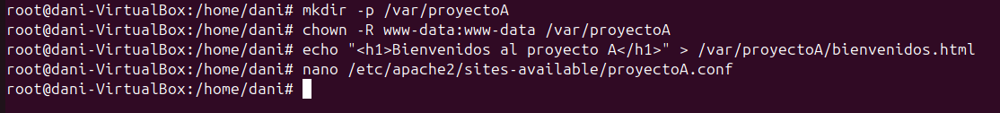 root@dani-VirtualBox:/home/dani# mkdir -p /var/proyectoA
root@dani-VirtualBox:/home/dani# chown -R www-data:www-data /var/proyectoA
root@dani-VirtualBox:/home/dani# echo "<h1>Bienvenidos al proyecto A</h1>" > /var/proyectoA/bienvenidos.html
root@dani-VirtualBox:/home/dani# nano /etc/apache2/sites-available/proyectoA.conf
root@dani-VirtualBox:/home/dani#